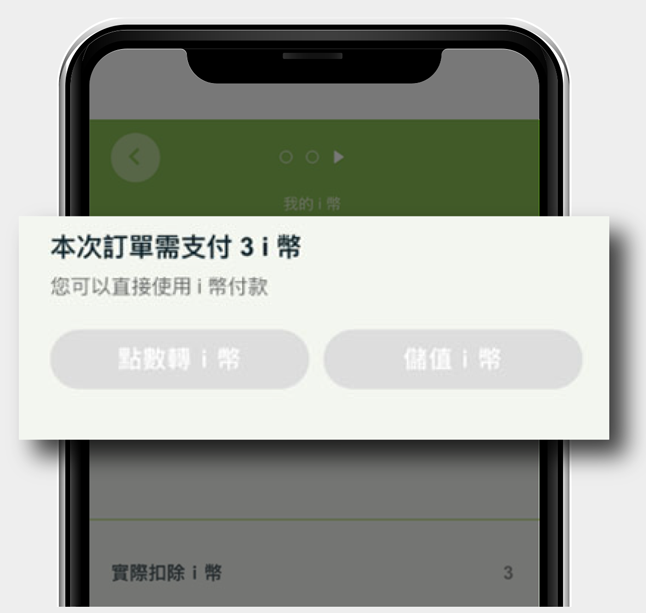 我的 i 幣
本次訂單需支付 3 i 幣
您可以直接使用 i 幣付款
點數轉 i 幣
儲值 i 幣
實際扣除 i 幣
3